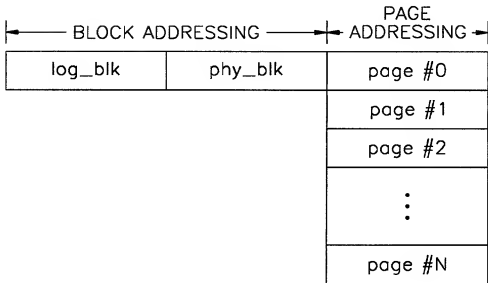 PAGE
BLOCK ADDRESSING
ADDRESSING
log_blk
phy_blk
page #0
page #1
page #2
page #N